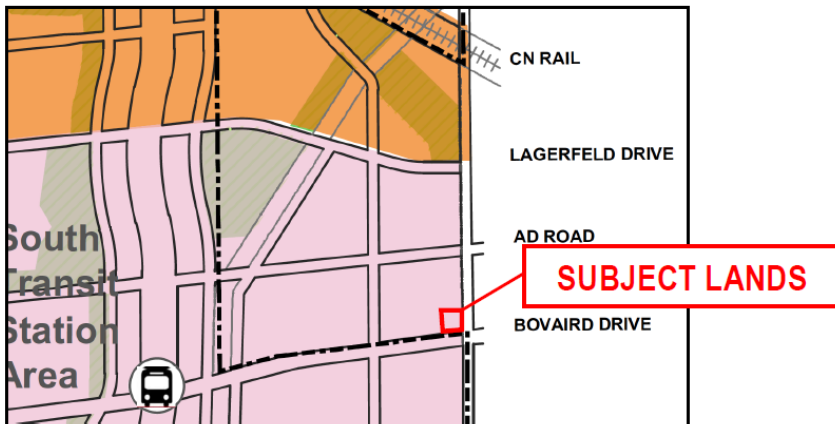 CN RAIL
LAGERFELD DRIVE
AD ROAD
SUBJECT LANDS
BOVAIRD DRIVE
South
Transit
Station
Area